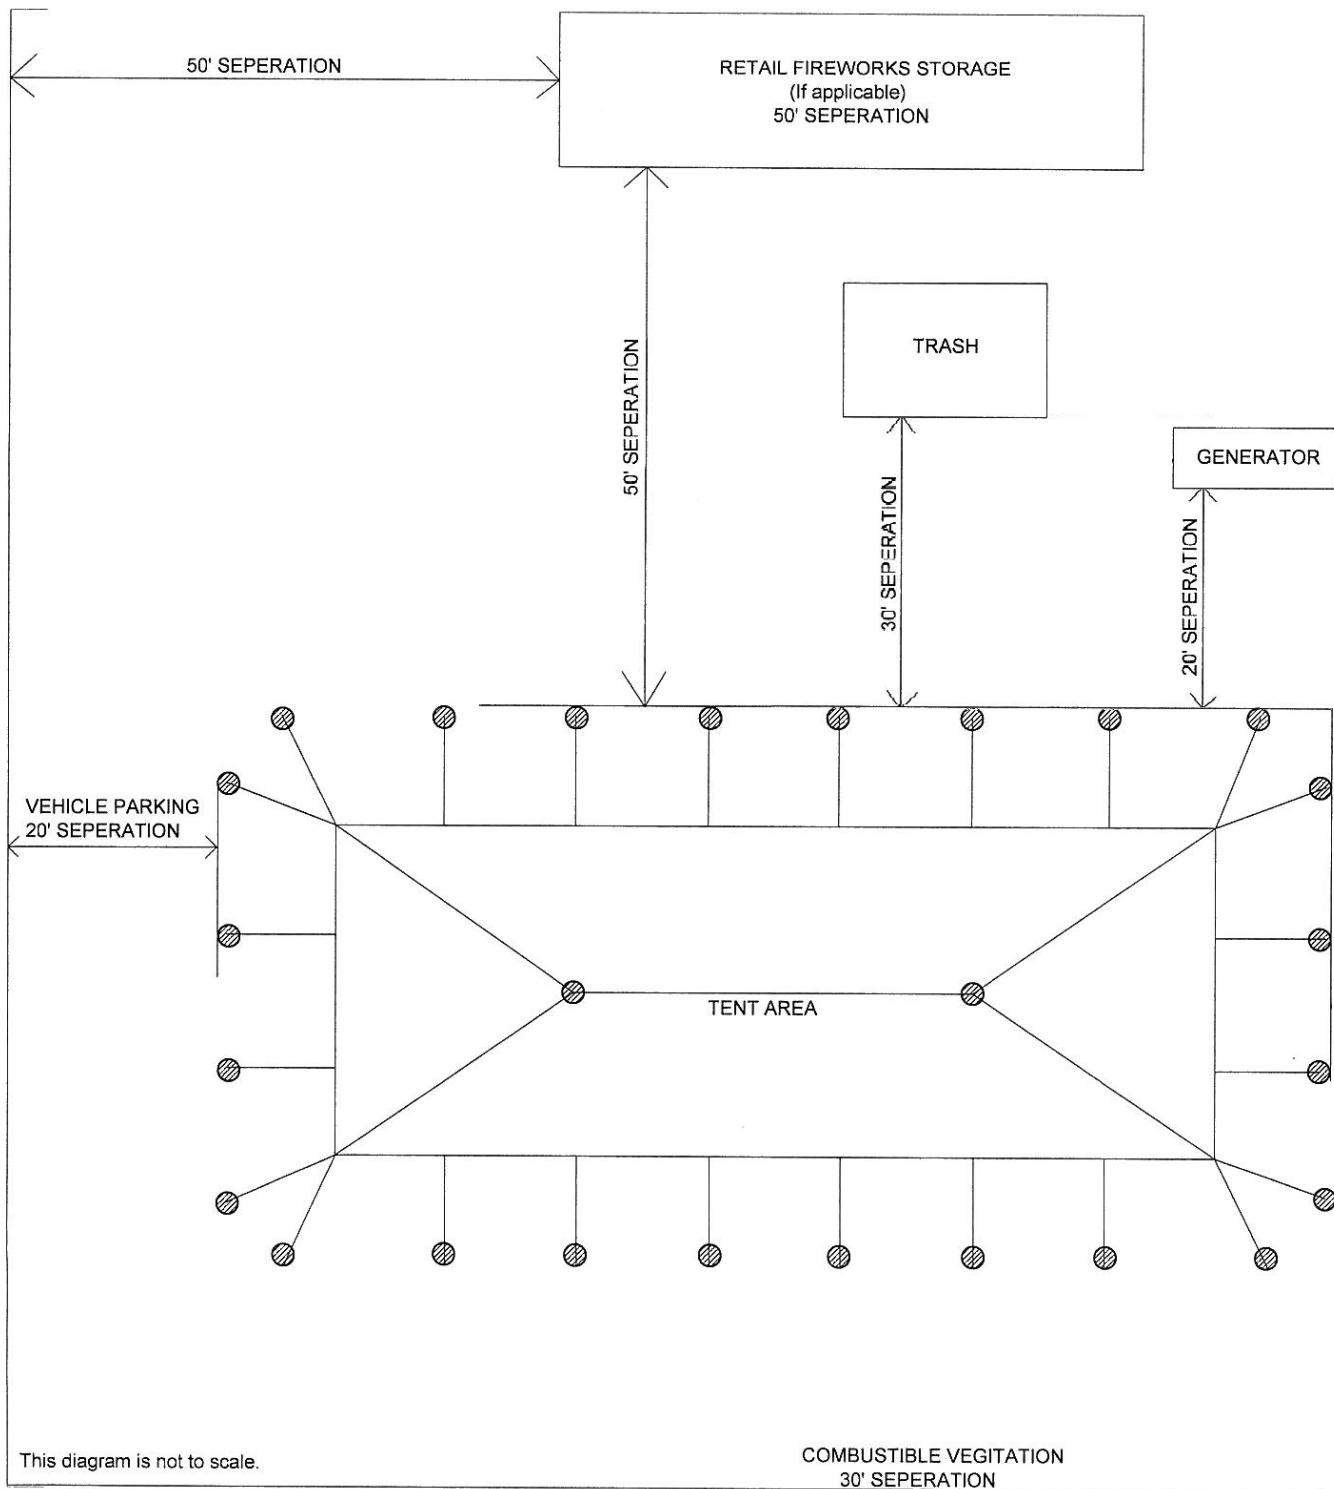 50' SEPERATION
RETAIL FIREWORKS STORAGE
(If applicable)
50' SEPERATION
TRASH
50' SEPERATION
30' SEPERATION
GENERATOR
20' SEPERATION
VEHICLE PARKING
20' SEPERATION
TENT AREA
This diagram is not to scale.
COMBUSTIBLE VEGITATION
30' SEPERATION